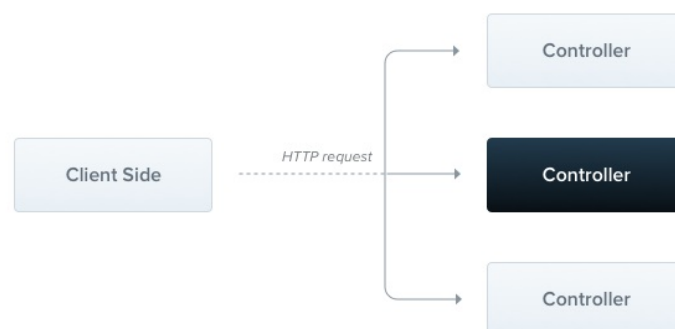 Controller
HTTP request
Client Side
Controller
Controller